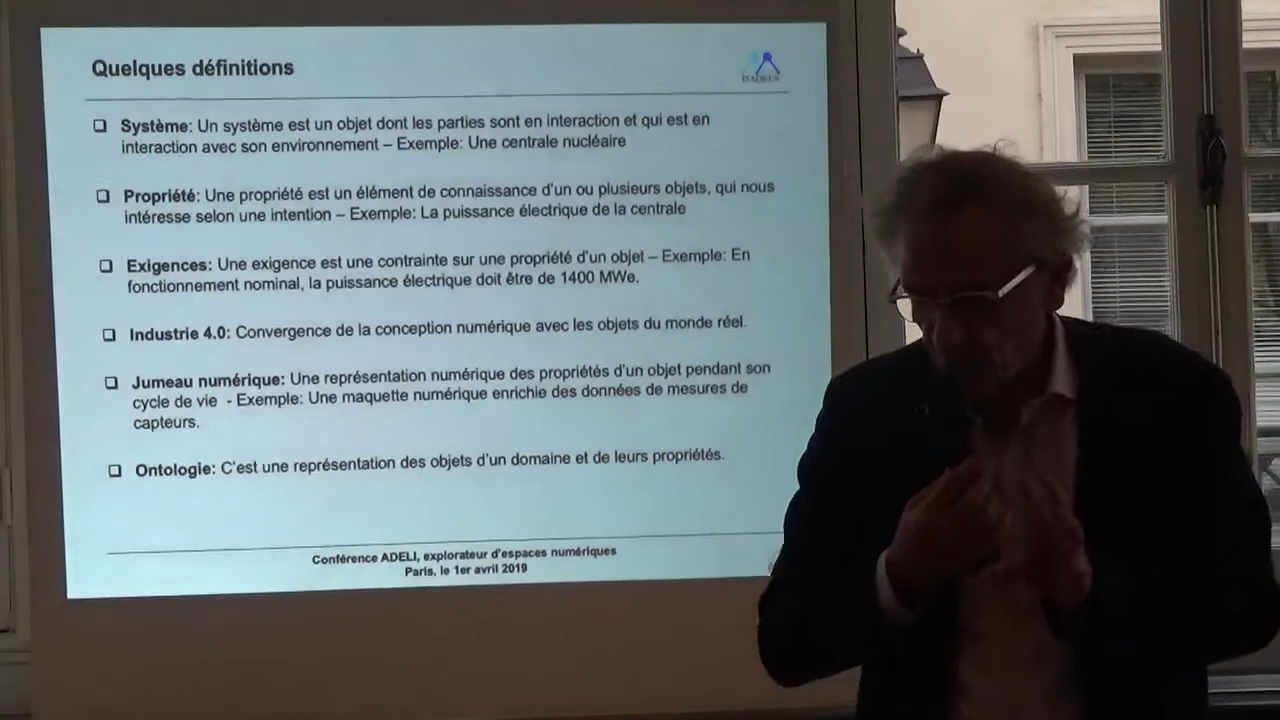 Quelques définitions
ISADEUS
Système: Un système est un objet dont les parties sont en interaction et qui est en
interaction avec son environnement – Exemple: Une centrale nucléaire
Propriété: Une propriété est un élément de connaissance d'un ou plusieurs objets, qui nous
intéresse selon une intention – Exemple: La puissance électrique de la centrale
Exigences: Une exigence est une contrainte sur une propriété d'un objet – Exemple: En
fonctionnement nominal, la puissance électrique doit être de 1400 MWe.
Industrie 4.0: Convergence de la conception numérique avec les objets du monde réel.
Jumeau numérique: Une représentation numérique des propriétés d'un objet pendant son
cycle de vie - Exemple: Une maquette numérique enrichie des données de mesures de
capteurs.
Ontologie: C'est une représentation des objets d'un domaine et de leurs propriétés.
Conférence ADELI, explorateur d'espaces numériques
Paris, le 1er avril 2019